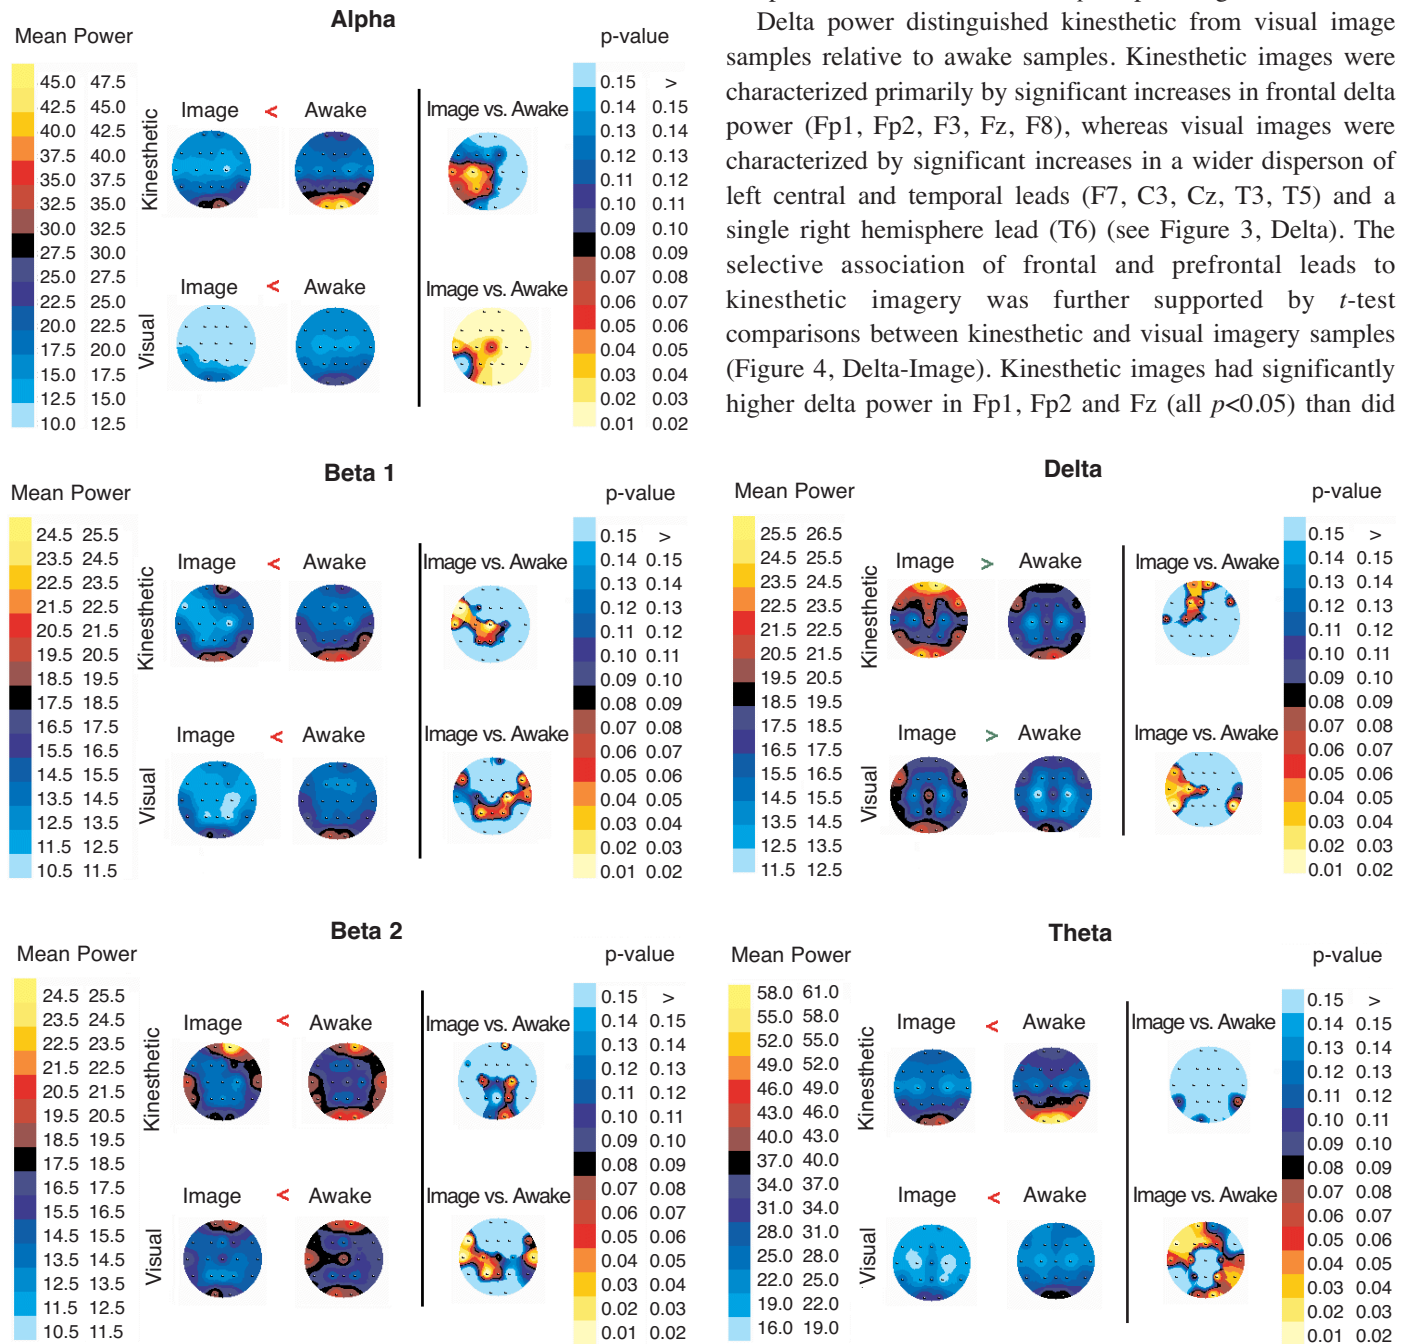 Alpha
Mean Power
45.0 47.5
42.5 45.0
40.0 42.5
37.5 40.0
35.0 37.5
32.5 35.0
30.0 32.5
27.5 30.0
25.0 27.5
22.5 25.0
20.0 22.5
17.5 20.0
15.0 17.5
12.5 15.0
10.0 12.5
Kinesthetic
Image < Awake
Image vs. Awake
Visual
Image < Awake
Image vs. Awake
p-value
0.15 >
0.14 0.15
0.13 0.14
0.12 0.13
0.11 0.12
0.10 0.11
0.09 0.10
0.08 0.09
0.07 0.08
0.06 0.07
0.05 0.06
0.04 0.05
0.03 0.04
0.02 0.03
0.01 0.02
Delta power distinguished kinesthetic from visual image
samples relative to awake samples. Kinesthetic images were
characterized primarily by significant increases in frontal delta
power (Fp1, Fp2, F3, Fz, F8), whereas visual images were
characterized by significant increases in a wider disperson of
left central and temporal leads (F7, C3, Cz, T3, T5) and a
single right hemisphere lead (T6) (see Figure 3, Delta). The
selective association of frontal and prefrontal leads to
kinesthetic imagery was further supported by t-test
comparisons between kinesthetic and visual imagery samples
(Figure 4, Delta-Image). Kinesthetic images had significantly
higher delta power in Fp1, Fp2 and Fz (all p<0.05) than did
Beta 1
Mean Power
24.5 25.5
23.5 24.5
22.5 23.5
21.5 22.5
20.5 21.5
19.5 20.5
18.5 19.5
17.5 18.5
16.5 17.5
15.5 16.5
14.5 15.5
13.5 14.5
12.5 13.5
11.5 12.5
10.5 11.5
Kinesthetic
Image < Awake
Image vs. Awake
Visual
Image < Awake
Image vs. Awake
p-value
0.15 >
0.14 0.15
0.13 0.14
0.12 0.13
0.11 0.12
0.10 0.11
0.09 0.10
0.08 0.09
0.07 0.08
0.06 0.07
0.05 0.06
0.04 0.05
0.03 0.04
0.02 0.03
0.01 0.02
Delta
Mean Power
25.5 26.5
24.5 25.5
23.5 24.5
22.5 23.5
21.5 22.5
20.5 21.5
19.5 20.5
18.5 19.5
17.5 18.5
16.5 17.5
15.5 16.5
14.5 15.5
13.5 14.5
12.5 13.5
11.5 12.5
Kinesthetic
Image > Awake
Image vs. Awake
Visual
Image > Awake
Image vs. Awake
p-value
0.15 >
0.14 0.15
0.13 0.14
0.12 0.13
0.11 0.12
0.10 0.11
0.09 0.10
0.08 0.09
0.07 0.08
0.06 0.07
0.05 0.06
0.04 0.05
0.03 0.04
0.02 0.03
0.01 0.02
Beta 2
Mean Power
24.5 25.5
23.5 24.5
22.5 23.5
21.5 22.5
20.5 21.5
19.5 20.5
18.5 19.5
17.5 18.5
16.5 17.5
15.5 16.5
14.5 15.5
13.5 14.5
12.5 13.5
11.5 12.5
10.5 11.5
Kinesthetic
Image < Awake
Image vs. Awake
Visual
Image < Awake
Image vs. Awake
p-value
0.15 >
0.14 0.15
0.13 0.14
0.12 0.13
0.11 0.12
0.10 0.11
0.09 0.10
0.08 0.09
0.07 0.08
0.06 0.07
0.05 0.06
0.04 0.05
0.03 0.04
0.02 0.03
0.01 0.02
Theta
Mean Power
58.0 61.0
55.0 58.0
52.0 55.0
49.0 52.0
46.0 49.0
43.0 46.0
40.0 43.0
37.0 40.0
34.0 37.0
31.0 34.0
28.0 31.0
25.0 28.0
22.0 25.0
19.0 22.0
16.0 19.0
Kinesthetic
Image < Awake
Image vs. Awake
Visual
Image < Awake
Image vs. Awake
p-value
0.15 >
0.14 0.15
0.13 0.14
0.12 0.13
0.11 0.12
0.10 0.11
0.09 0.10
0.08 0.09
0.07 0.08
0.06 0.07
0.05 0.06
0.04 0.05
0.03 0.04
0.02 0.03
0.01 0.02